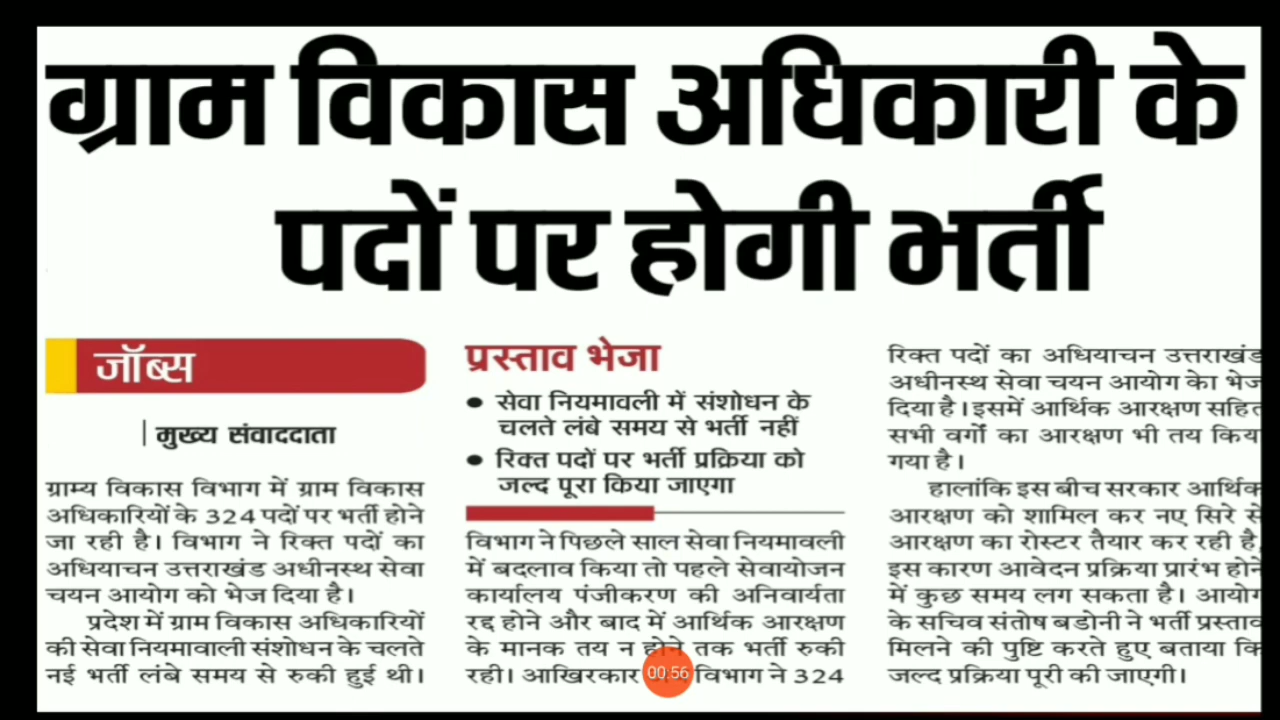 ग्राम विकास अधिकारी के
पदों पर होगी भर्ती
जॉब्स
मुख्य संवाददाता
ग्राम्य विकास विभाग में ग्राम विकास
अधिकारियों के 324 पदों पर भर्ती होने
जा रही है। विभाग ने रिक्त पदों का
अधियाचन उत्तराखंड अधीनस्थ सेवा
चयन आयोग को भेज दिया है।
प्रदेश में ग्राम विकास अधिकारियों
की सेवा नियमावाली संशोधन के चलते
नई भर्ती लंबे समय से रुकी हुई थी।
प्रस्ताव भेजा
• सेवा नियमावली में संशोधन के
चलते लंबे समय से भर्ती नहीं
• रिक्त पदों पर भर्ती प्रक्रिया को
जल्द पूरा किया जाएगा
विभाग ने पिछले साल सेवा नियमावली
में बदलाव किया तो पहले सेवायोजन
कार्यालय पंजीकरण की अनिवार्यता
रद्द होने और बाद में आर्थिक आरक्षण
के मानक तय न होने तक भर्ती रुकी
रही। आखिरकार विभाग ने 324
00:56
रिक्त पदों का अधियाचन उत्तराखंड
अधीनस्थ सेवा चयन आयोग केा भेज
दिया है। इसमें आर्थिक आरक्षण सहित
सभी वर्गों का आरक्षण भी तय किया
गया है।
हालांकि इस बीच सरकार आर्थिक
आरक्षण को शामिल कर नए सिरे से
आरक्षण का रोस्टर तैयार कर रही है,
इस कारण आवेदन प्रक्रिया प्रारंभ होने
में कुछ समय लग सकता है। आयोग
के सचिव संतोष बडोनी ने भर्ती प्रस्ताव
मिलने की पुष्टि करते हुए बताया कि
जल्द प्रक्रिया पूरी की जाएगी।